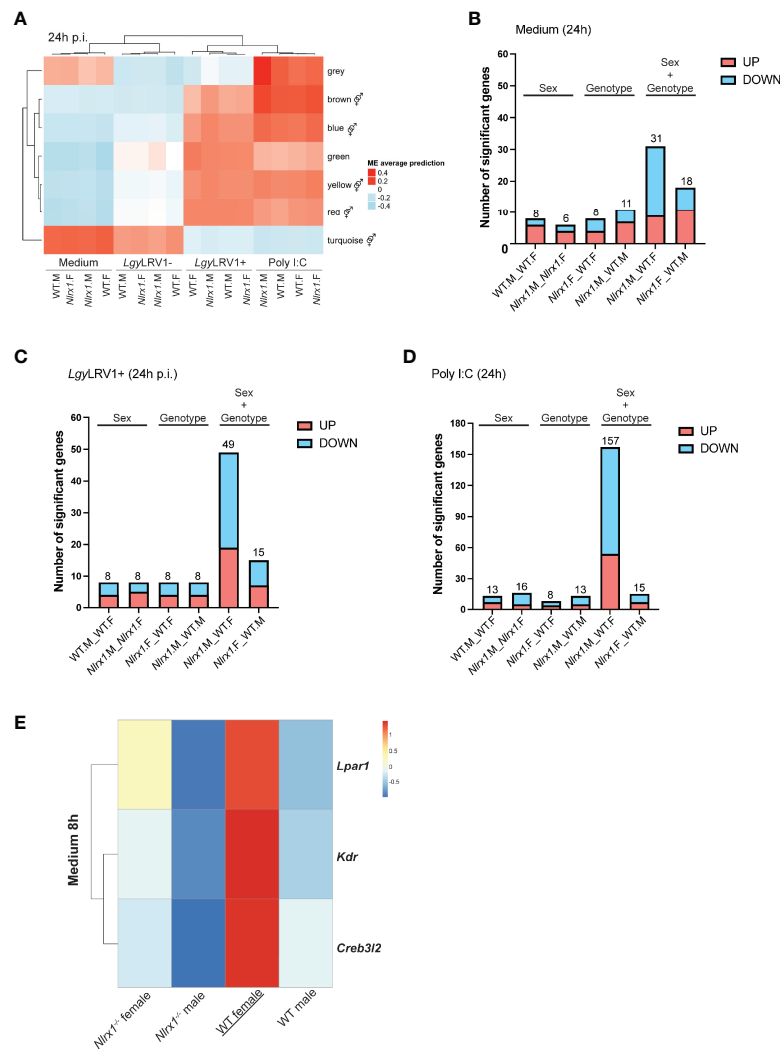 A
24h p.i.
grey
brown ⚤
blue ⚤
green
yellow ⚤
red ⚤
turquoise ⚤
ME average prediction
0.4
0.2
0
-0.2
-0.4
Medium LgyLRV1- LgyLRV1+ Poly I:C
WT.M Nlrx1.F Nlrx1.M WT.F WT.M Nlrx1.F Nlrx1.M WT.F WT.F Nlrx1.M WT.M Nlrx1.F Nlrx1.M WT.M WT.F Nlrx1.F
B
Medium (24h)
UP
DOWN
Sex
Genotype
Sex
+
Genotype
Number of significant genes
60
50
40
30
20
10
0
0
8 6 8 11 31 18
WT.M_WT.F
Nlrx1.M_Nlrx1.F
Nlrx1.F_WT.F
Nlrx1.M_WT.M
Nlrx1.M_WT.F
Nlrx1.F_WT.M
C
LgyLRV1+ (24h p.i.)
UP
DOWN
Sex
Genotype
Sex
+
Genotype
Number of significant genes
60
50
40
30
20
10
0
8 8 8 8 49 15
WT.M_WT.F
Nlrx1.M_Nlrx1.F
Nlrx1.F_WT.F
Nlrx1.M_WT.M
Nlrx1.M_WT.F
Nlrx1.F_WT.M
D
Poly I:C (24h)
UP
DOWN
Sex
Genotype
Sex
+
Genotype
Number of significant genes
180
150
120
90
60
30
0
13 16 8 13 157 15
WT.M_WT.F
Nlrx1.M_Nlrx1.F
Nlrx1.F_WT.F
Nlrx1.M_WT.M
Nlrx1.M_WT.F
Nlrx1.F_WT.M
E
Medium 8h
1
0.5
0
-0.5
Lpar1
Kdr
Creb3l2
Nlrx1-/- female
Nlrx1-/- male
WT female
WT male